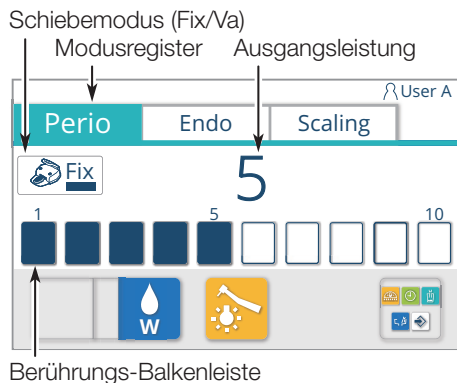 Schiebemodus (Fix/Va)
Modusregister Ausgangsleistung
User A
Perio Endo Scaling
Fix 5
1 5 10
W
Berührungs-Balkenleiste